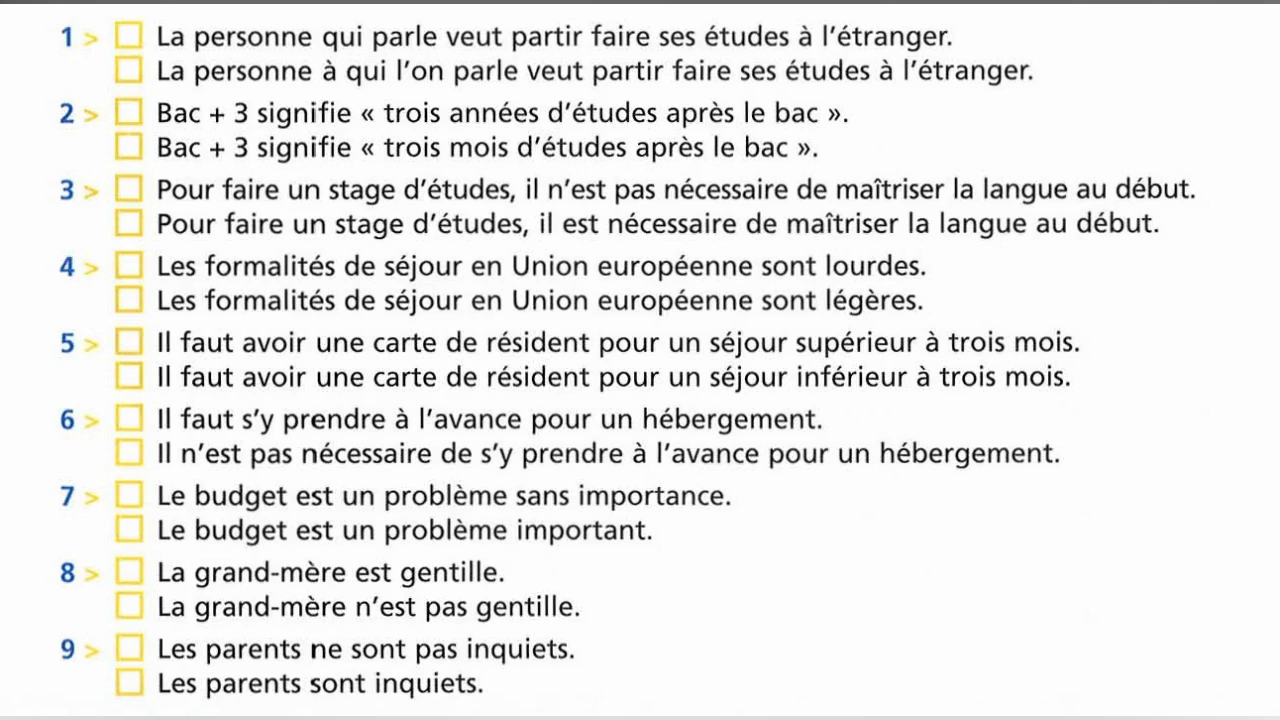 1 > La personne qui parle veut partir faire ses études à l’étranger.
La personne à qui l’on parle veut partir faire ses études à l’étranger.
2 > Bac + 3 signifie « trois années d’études après le bac ».
Bac + 3 signifie « trois mois d’études après le bac ».
3 > Pour faire un stage d’études, il n’est pas nécessaire de maîtriser la langue au début.
Pour faire un stage d’études, il est nécessaire de maîtriser la langue au début.
4 > Les formalités de séjour en Union européenne sont lourdes.
Les formalités de séjour en Union européenne sont légères.
5 > Il faut avoir une carte de résident pour un séjour supérieur à trois mois.
Il faut avoir une carte de résident pour un séjour inférieur à trois mois.
6 > Il faut s’y prendre à l’avance pour un hébergement.
Il n’est pas nécessaire de s’y prendre à l’avance pour un hébergement.
7 > Le budget est un problème sans importance.
Le budget est un problème important.
8 > La grand-mère est gentille.
La grand-mère n’est pas gentille.
9 > Les parents ne sont pas inquiets.
Les parents sont inquiets.